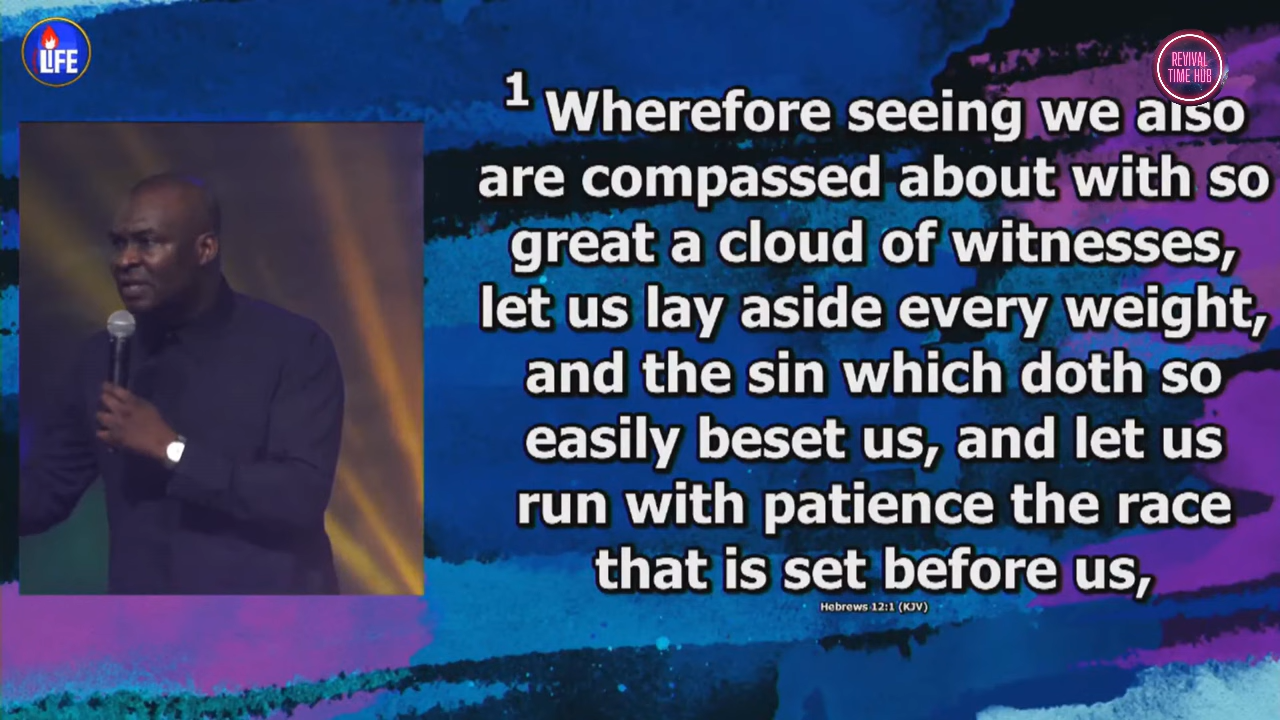 LIFE
REVIVAL
TIME HUB
1 Wherefore seeing we also
are compassed about with so
great a cloud of witnesses,
let us lay aside every weight,
and the sin which doth so
easily beset us, and let us
run with patience the race
that is set before us,
Hebrews 12:1 (KJV)